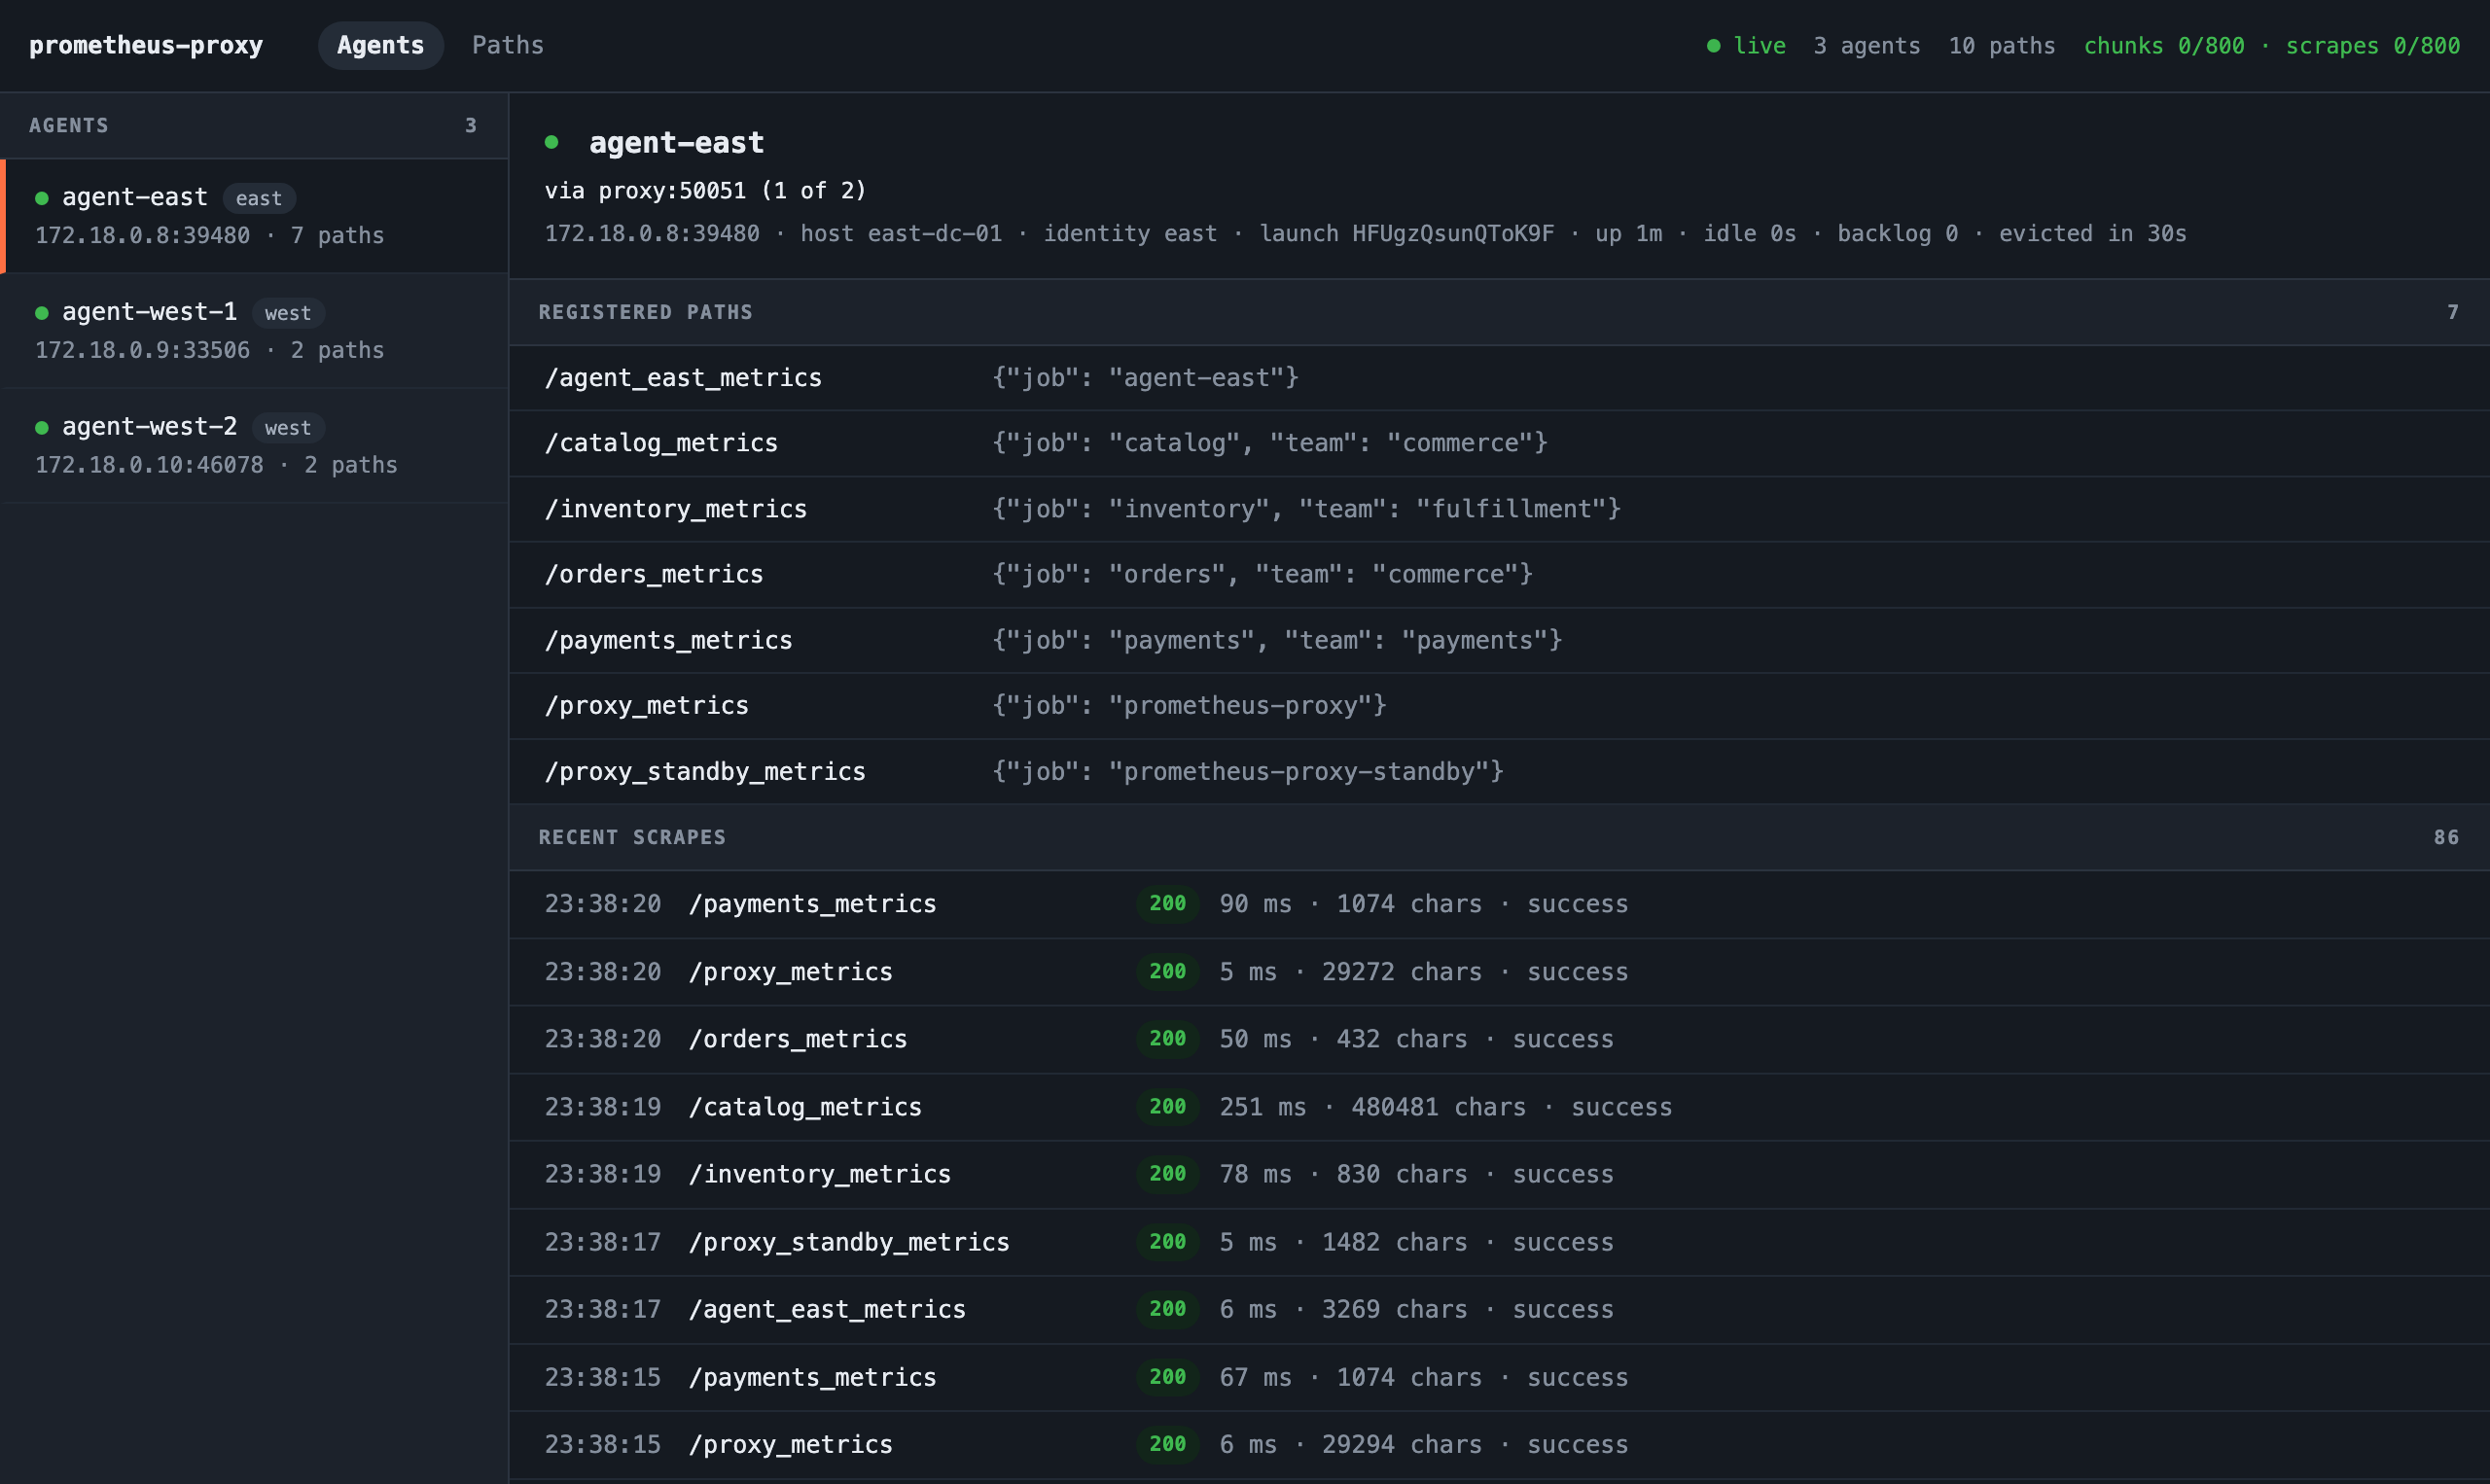 prometheus-proxy Agents Paths live 3 agents 10 paths chunks 0/800 · scrapes 0/800
AGENTS 3
agent-east east
172.18.0.8:39480 · 7 paths
agent-west-1 west
172.18.0.9:33506 · 2 paths
agent-west-2 west
172.18.0.10:46078 · 2 paths
agent-east
via proxy:50051 (1 of 2)
172.18.0.8:39480 · host east-dc-01 · identity east · launch HFUgzQsunQToK9F · up 1m · idle 0s · backlog 0 · evicted in 30s
REGISTERED PATHS 7
/agent_east_metrics {"job": "agent-east"}
/catalog_metrics {"job": "catalog", "team": "commerce"}
/inventory_metrics {"job": "inventory", "team": "fulfillment"}
/orders_metrics {"job": "orders", "team": "commerce"}
/payments_metrics {"job": "payments", "team": "payments"}
/proxy_metrics {"job": "prometheus-proxy"}
/proxy_standby_metrics {"job": "prometheus-proxy-standby"}
RECENT SCRAPES 86
23:38:20 /payments_metrics 200 90 ms · 1074 chars · success
23:38:20 /proxy_metrics 200 5 ms · 29272 chars · success
23:38:20 /orders_metrics 200 50 ms · 432 chars · success
23:38:19 /catalog_metrics 200 251 ms · 480481 chars · success
23:38:19 /inventory_metrics 200 78 ms · 830 chars · success
23:38:17 /proxy_standby_metrics 200 5 ms · 1482 chars · success
23:38:17 /agent_east_metrics 200 6 ms · 3269 chars · success
23:38:15 /payments_metrics 200 67 ms · 1074 chars · success
23:38:15 /proxy_metrics 200 6 ms · 29294 chars · success